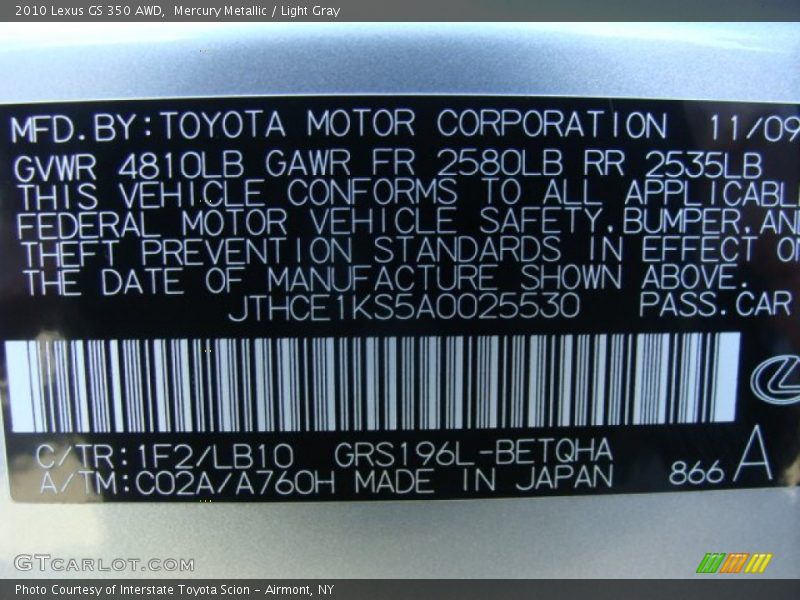 2010 Lexus GS 350 AWD, Mercury Metallic / Light Gray
MFD. BY: TOYOTA MOTOR CORPORATION 11/09
GVWR 4810LB GAWR FR 2580LB RR 2535LB
THIS VEHICLE CONFORMS TO ALL APPLICABL
FEDERAL MOTOR VEHICLE SAFETY, BUMPER, AN
THEFT PREVENTION STANDARDS IN EFFECT O
THE DATE OF MANUFACTURE SHOWN ABOVE.
JTHCE1KS5A0025530 PASS. CAR
C/TR: 1F2/LB10 GRS196L-BETQHA
A/TM: C02A/A760H MADE IN JAPAN 866 A
GTCARLOT.COM
Photo Courtesy of Interstate Toyota Scion - Airmont, NY